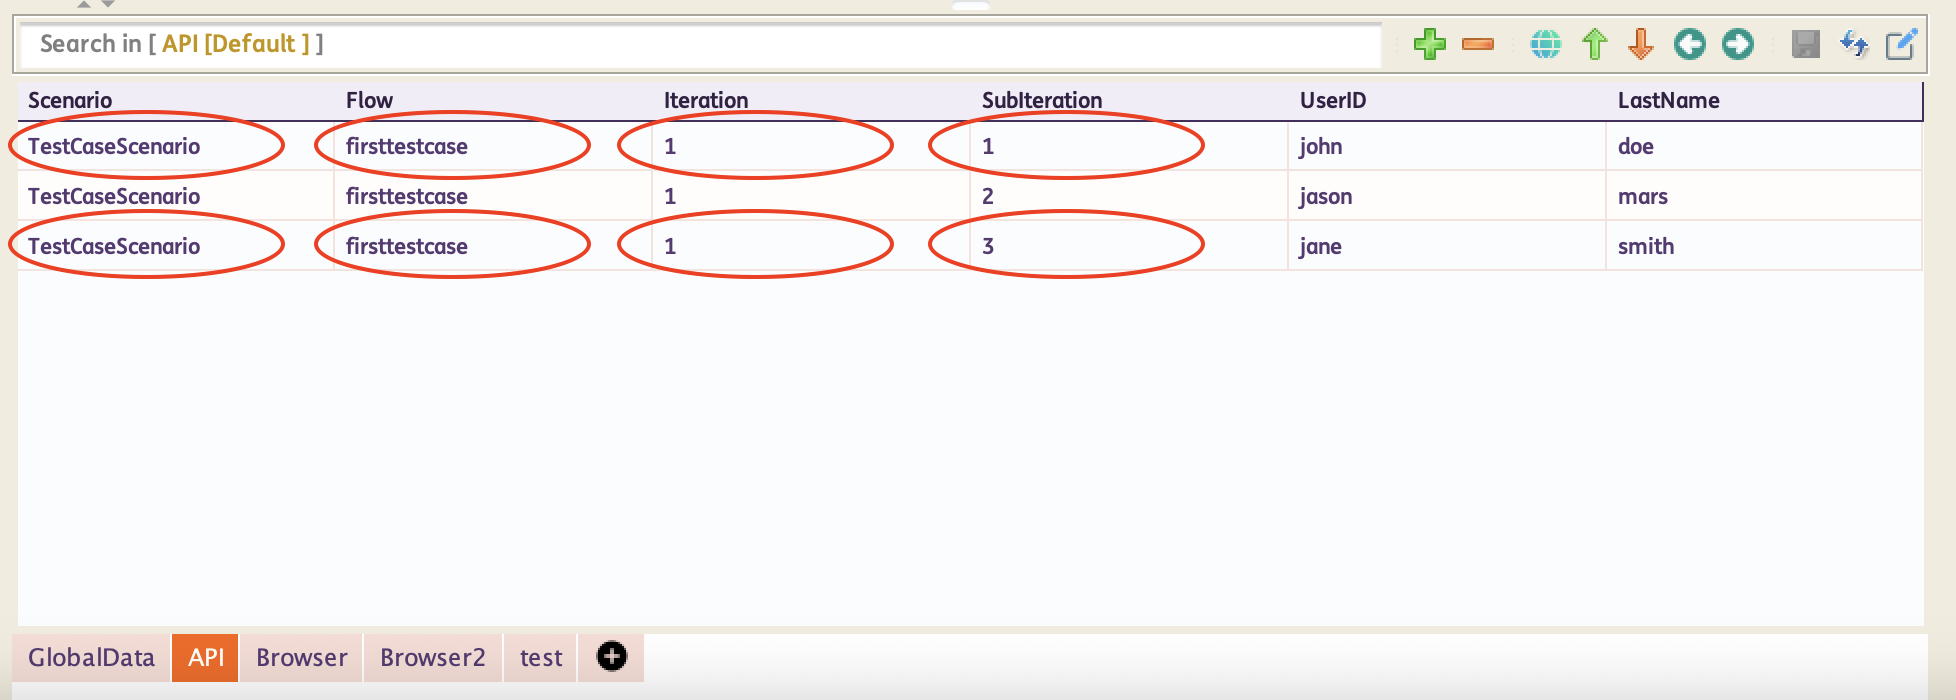 Search in [ API [Default ] ]
Scenario Flow Iteration SubIteration UserID LastName
TestCaseScenario firsttestcase 1 1 john doe
TestCaseScenario firsttestcase 1 2 jason mars
TestCaseScenario firsttestcase 1 3 jane smith
GlobalData API Browser Browser2 test